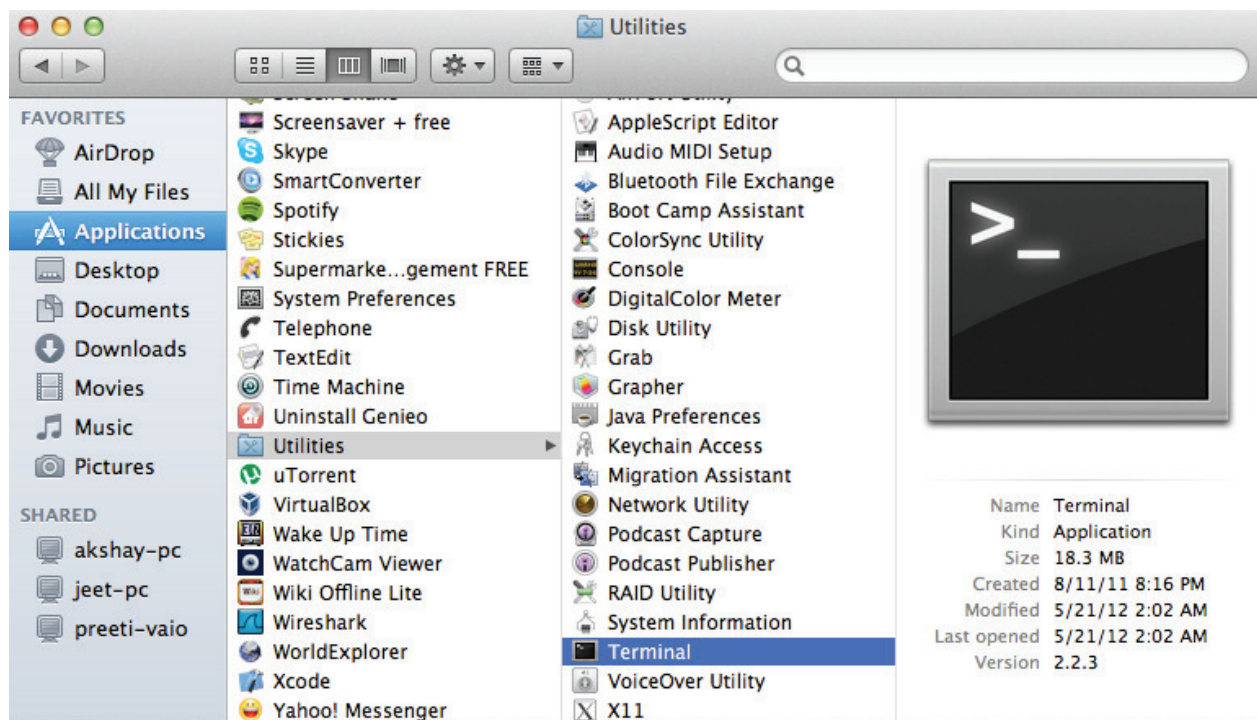 Utilities
FAVORITES
AirDrop
All My Files
Applications
Desktop
Documents
Downloads
Movies
Music
Pictures
SHARED
akshay-pc
jeet-pc
preeti-vaio
Screensaver + free
Skype
SmartConverter
Spotify
Stickies
Supermarke...gement FREE
System Preferences
Telephone
TextEdit
Time Machine
Uninstall Genieo
Utilities
uTorrent
VirtualBox
Wake Up Time
WatchCam Viewer
Wiki Offline Lite
Wireshark
WorldExplorer
Xcode
Yahoo! Messenger
AirPort Utility
AppleScript Editor
Audio MIDI Setup
Bluetooth File Exchange
Boot Camp Assistant
ColorSync Utility
Console
DigitalColor Meter
Disk Utility
Grab
Grapher
Java Preferences
Keychain Access
Migration Assistant
Network Utility
Podcast Capture
Podcast Publisher
RAID Utility
System Information
Terminal
VoiceOver Utility
X11
Name Terminal
Kind Application
Size 18.3 MB
Created 8/11/11 8:16 PM
Modified 5/21/12 2:02 AM
Last opened 5/21/12 2:02 AM
Version 2.2.3